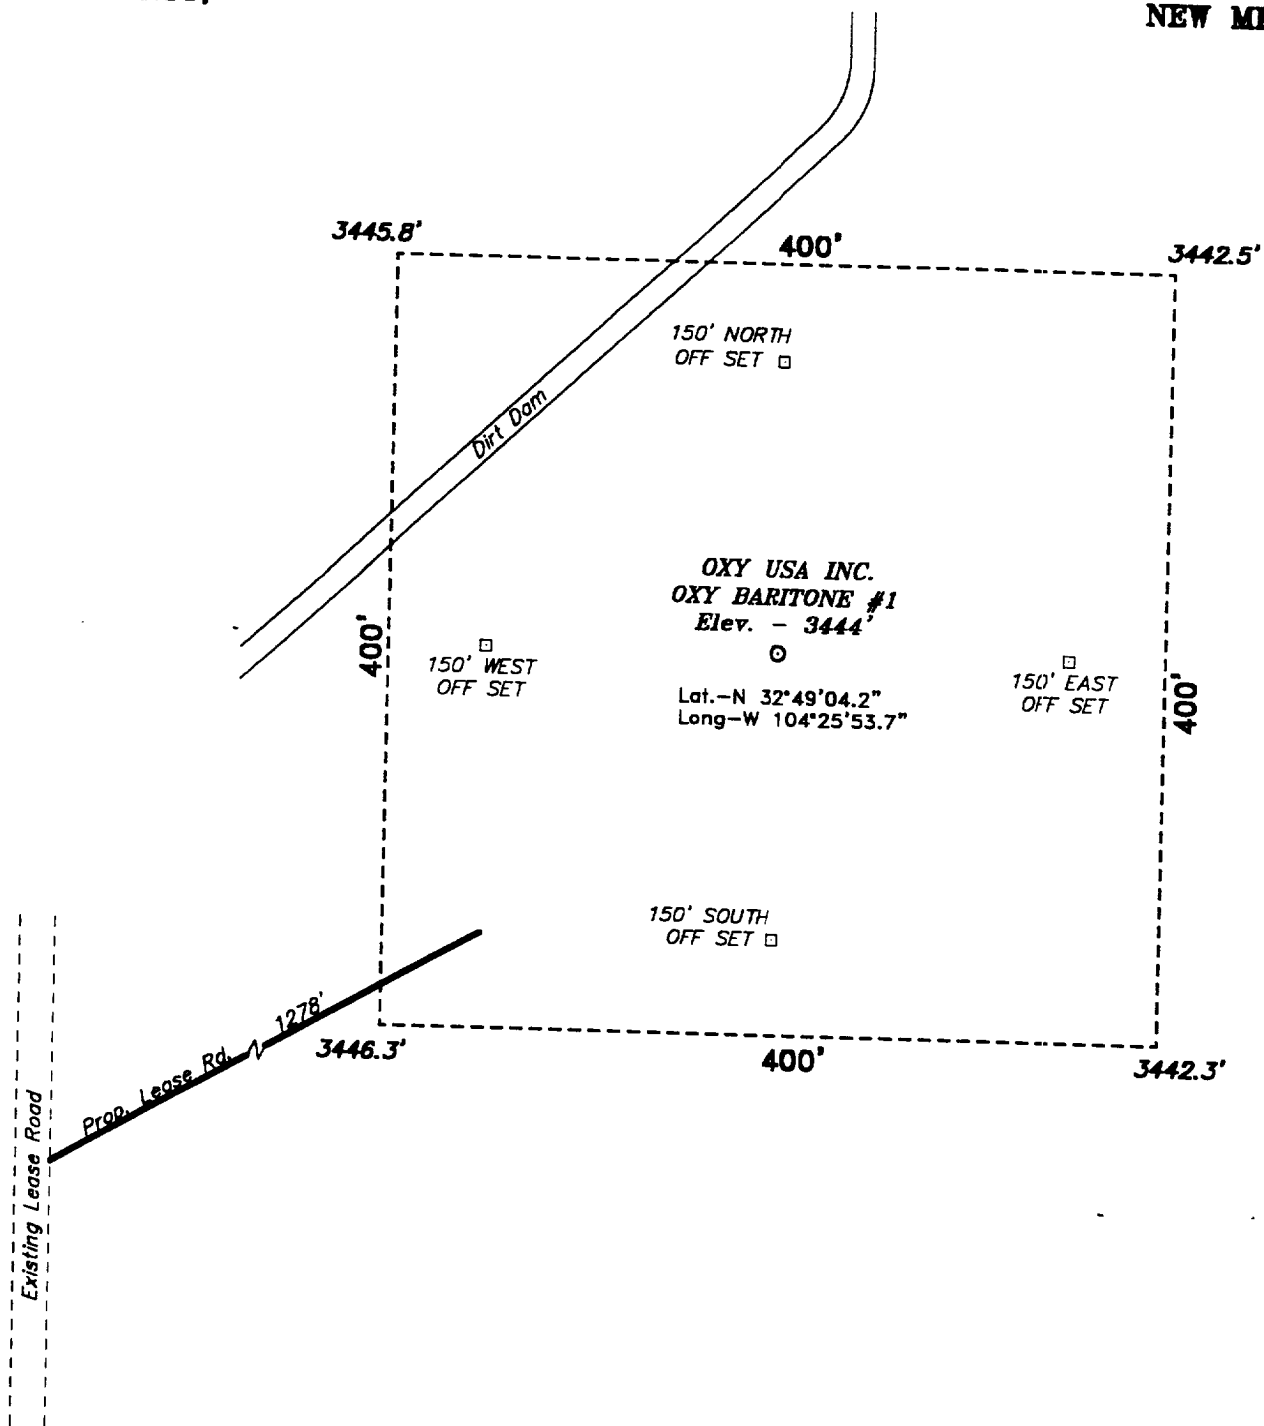 NEW
3445.8'
400'
3442.5'
150' NORTH
OFF SET
Dirt Dam
OXY USA INC.
OXY BARITONE #1
Elev. - 3444'
400'
150' WEST
OFF SET
150' EAST
OFF SET
400'
Lat.-N 32°49'04.2"
Long-W 104°25'53.7"
150' SOUTH
OFF SET
1278'
Prop. Lease Rd.
3446.3'
400'
3442.3'
Existing Lease Road